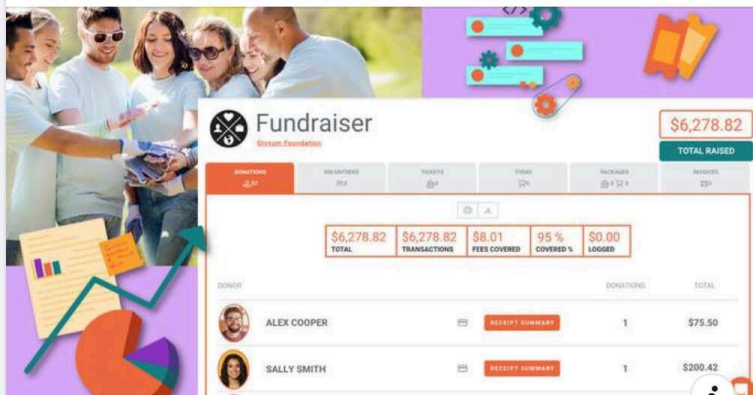 </>
Fundraiser
Giveum Foundation
$6,278.82
TOTAL RAISED
DONATIONS
VOLUNTEERS
TICKETS
ITEMS
PACKAGES
INVOICES
57
$6,278.82
TOTAL
$6,278.82
TRANSACTIONS
$8.01
FEES COVERED
95 %
COVERED %
$0.00
LOGGED
DONOR
DONATIONS
TOTAL
ALEX COOPER
RECEIPT SUMMARY
1
$75.50
SALLY SMITH
RECEIPT SUMMARY
1
$200.42